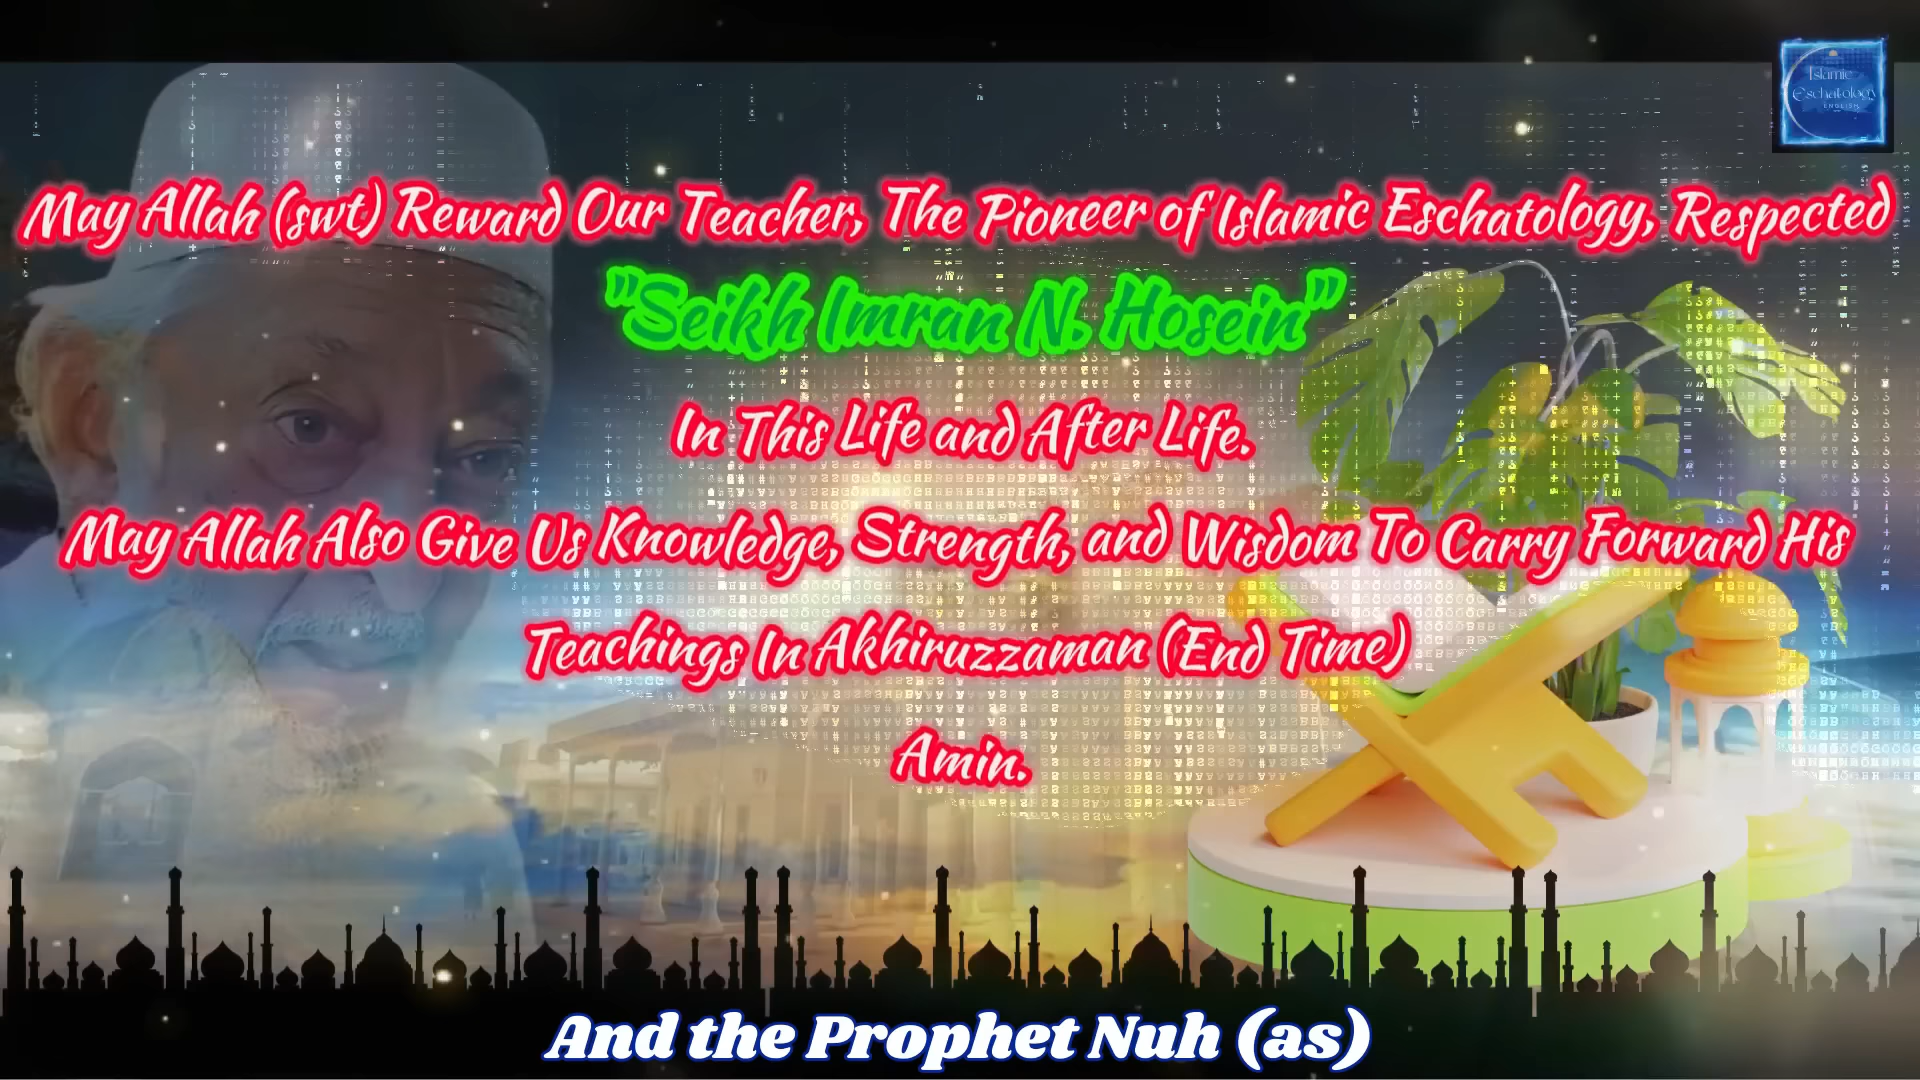 Islamic
Eschatology
ENGLISH
May Allah (swt) Reward Our Teacher, The Pioneer of Islamic Eschatology, Respected
"Seikh Imran N. Hosein"
In This Life and After Life.
May Allah Also Give Us Knowledge, Strength, and Wisdom To Carry Forward His
Teachings In Akhiruzzaman (End Time)
Amin.
And the Prophet Nuh (as)